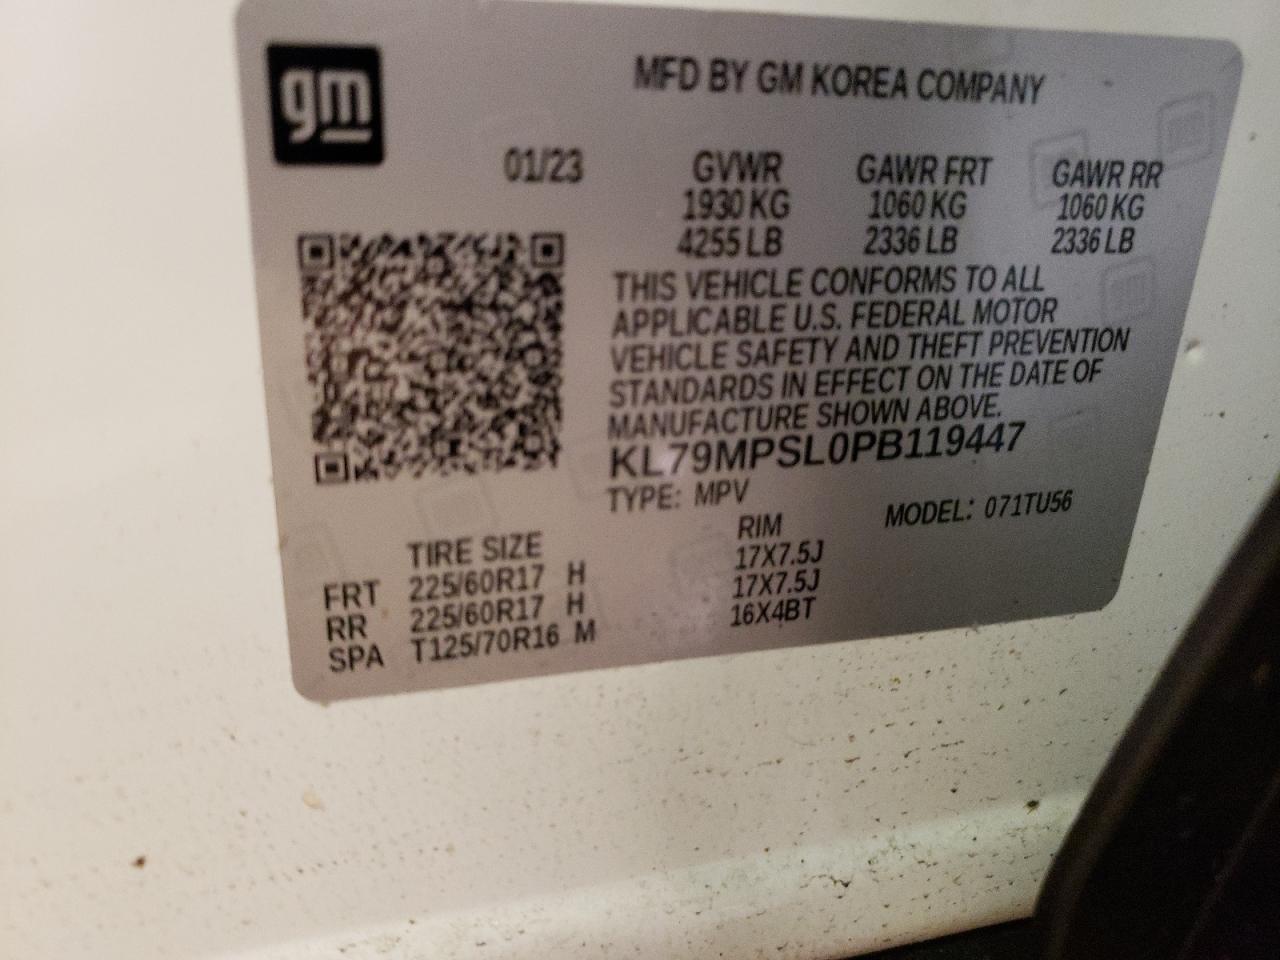 gm
MFD BY GM KOREA COMPANY
01/23 GVWR GAWR FRT GAWR RR
1930 KG 1060 KG 1060 KG
4255 LB 2336 LB 2336 LB
THIS VEHICLE CONFORMS TO ALL
APPLICABLE U.S. FEDERAL MOTOR
VEHICLE SAFETY AND THEFT PREVENTION
STANDARDS IN EFFECT ON THE DATE OF
MANUFACTURE SHOWN ABOVE.
KL79MPSL0PB119447
TYPE: MPV MODEL: 071TU56
TIRE SIZE RIM
FRT 225/60R17 H 17X7.5J
RR 225/60R17 H 17X7.5J
SPA T125/70R16 M 16X4BT